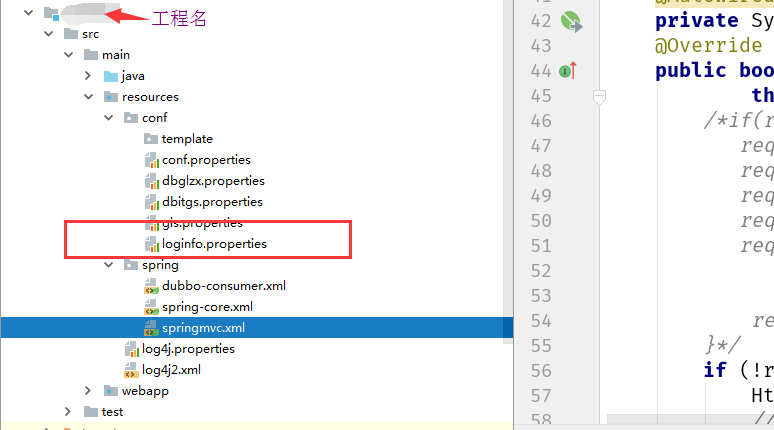 工程名
src
main
java
resources
conf
template
conf.properties
dbglzx.properties
dbitgs.properties
gis.properties
loginfo.properties
spring
dubbo-consumer.xml
spring-core.xml
springmvc.xml
log4j.properties
log4j2.xml
webapp
test
41
42 private Sy
43 @Override
44 public boo
45 th
46 /*if(r
47 req
48 req
49 req
50 req
51 req
52
53
54 re
55 }*/
56 if (!r
57 Ht
58 //